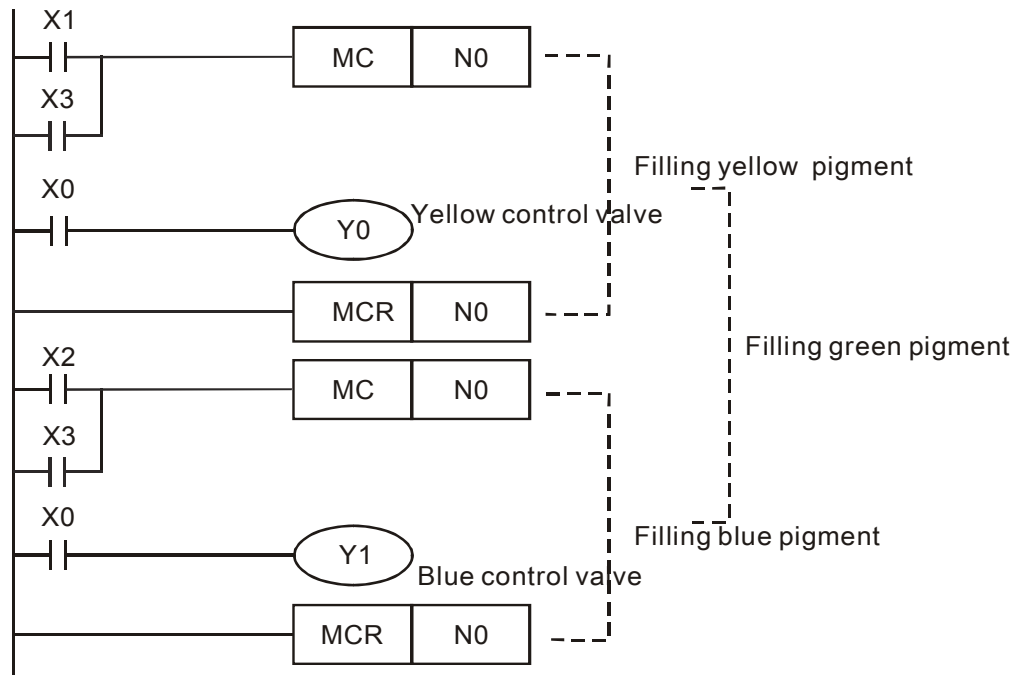 X1
MC N0
X3
Filling yellow pigment
X0
Y0 Yellow control valve
MCR N0
Filling green pigment
X2
MC N0
X3
X0
Filling blue pigment
Y1
Blue control valve
MCR N0